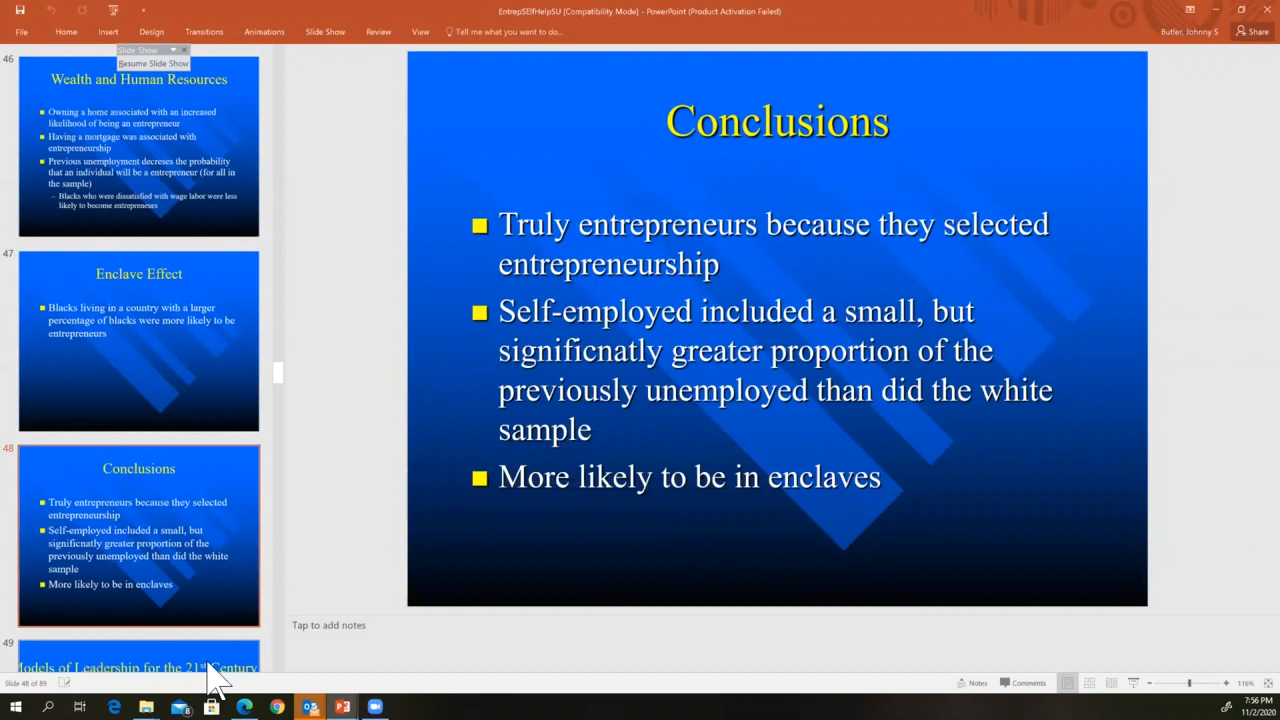 EntrepSElfHelpSU [Compatibility Mode] - PowerPoint (Product Activation Failed)
File Home Insert Design Transitions Animations Slide Show Review View Tell me what you want to do... Butler, Johnny S Share
Slide Show
Resume Slide Show
46
Wealth and Human Resources
Owning a home associated with an increased
likelihood of being an entrepreneur
Having a mortgage was associated with
entrepreneurship
Previous unemployment decreses the probability
that an individual will be a entrepreneur (for all in
the sample)
– Blacks who were dissatisfied with wage labor were less
likely to become entrepreneurs
47
Enclave Effect
Blacks living in a country with a larger
percentage of blacks were more likely to be
entrepreneurs
48
Conclusions
Truly entrepreneurs because they selected
entrepreneurship
Self-employed included a small, but
significnatly greater proportion of the
previously unemployed than did the white
sample
More likely to be in enclaves
49
Models of Leadership for the 21st Century
Conclusions
Truly entrepreneurs because they selected
entrepreneurship
Self-employed included a small, but
significnatly greater proportion of the
previously unemployed than did the white
sample
More likely to be in enclaves
Tap to add notes
Slide 48 of 89 Notes Comments 116%
8
7:56 PM
11/2/2020